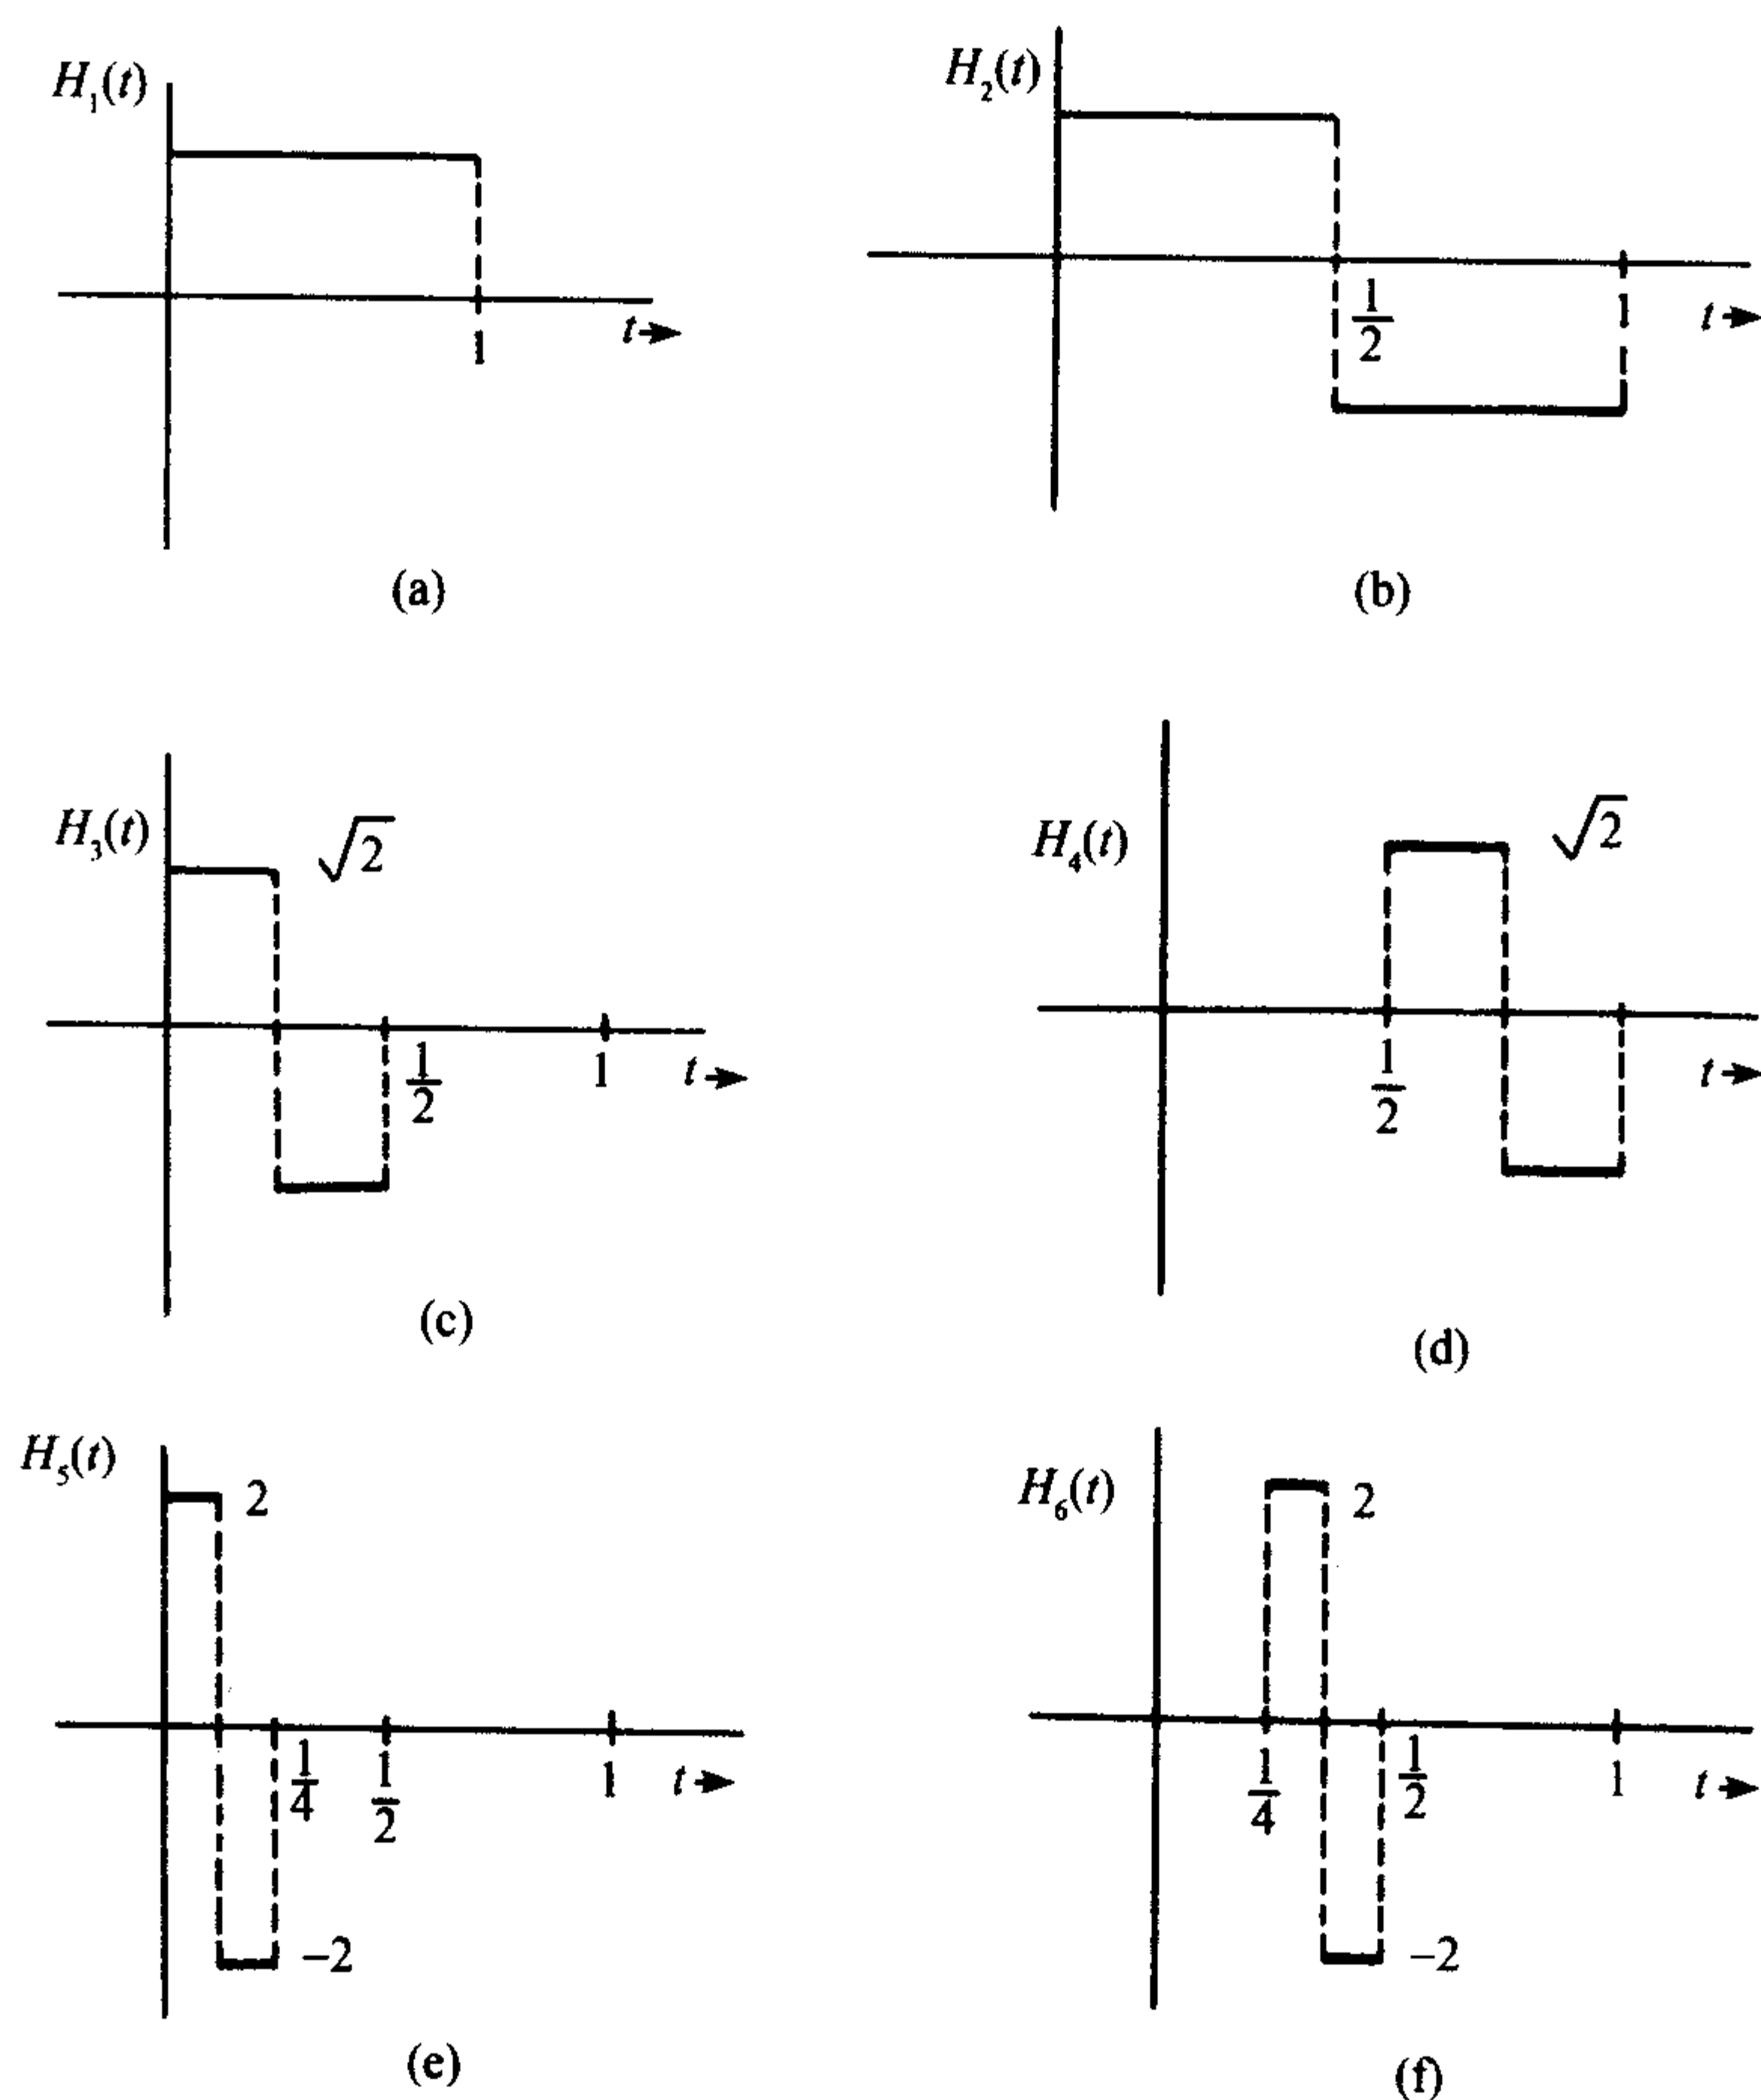 H₁(t)
1
t
(a)
H₂(t)
1/2
1
t
(b)
H₃(t)
√2
1/2
1
t
(c)
H₄(t)
√2
1/2
t
(d)
H₅(t)
2
1/4
1/2
1
t
-2
(e)
H₆(t)
2
1/4
1/2
1
t
-2
(f)